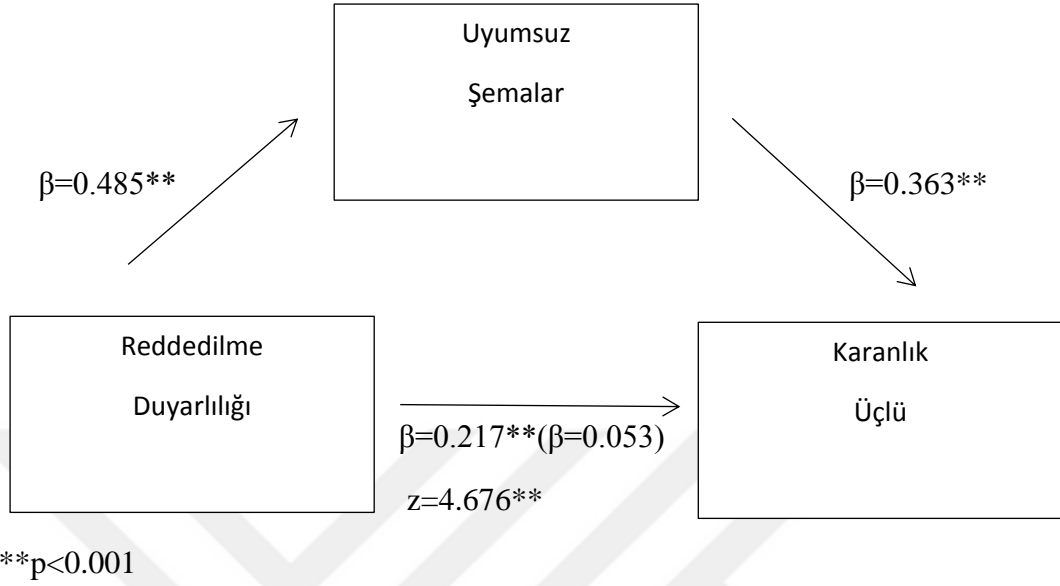 Uyumsuz
Şemalar
β=0.485**
β=0.363**
Reddedilme
Duyarlılığı
Karanlık
Üçlü
β=0.217**(β=0.053)
z=4.676**
**p<0.001